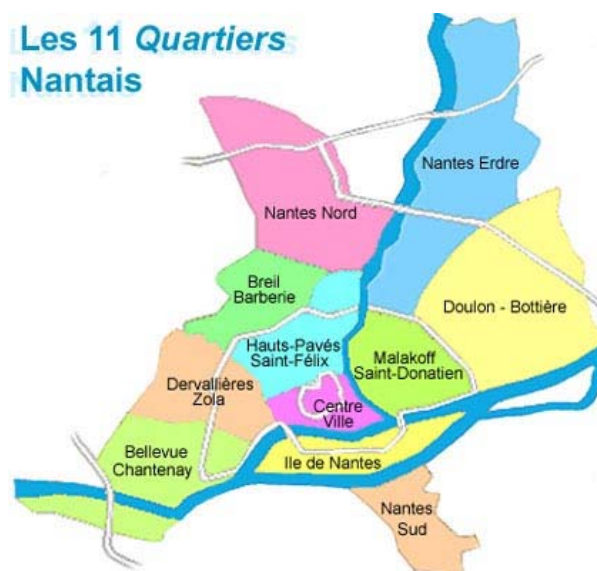 Les 11 Quartiers
Nantais
Nantes Erdre
Nantes Nord
Breil
Barberie
Doulon - Bottière
Hauts-Pavés
Saint-Félix
Malakoff
Saint-Donatien
Dervallières
Zola
Centre
Ville
Bellevue
Chantenay
Ile de Nantes
Nantes
Sud